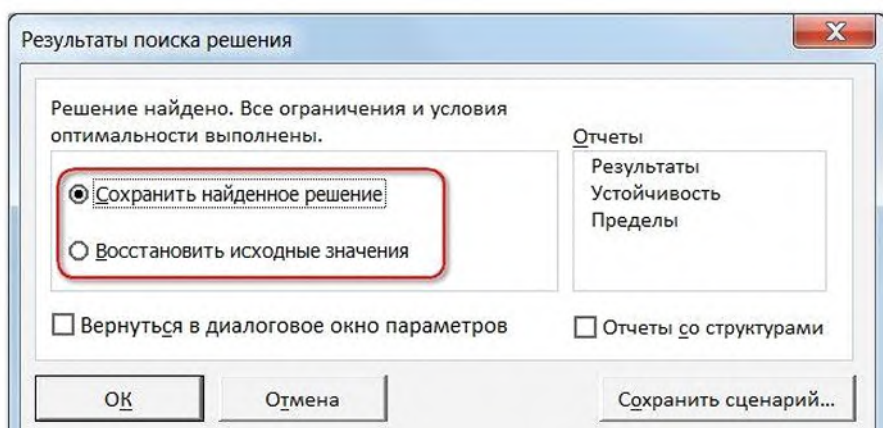 Результаты поиска решения
Решение найдено. Все ограничения и условия
оптимальности выполнены.
Отчеты
Сохранить найденное решение
Восстановить исходные значения
Результаты
Устойчивость
Пределы
Вернуться в диалоговое окно параметров
Отчеты со структурами
ОК
Отмена
Сохранить сценарий...